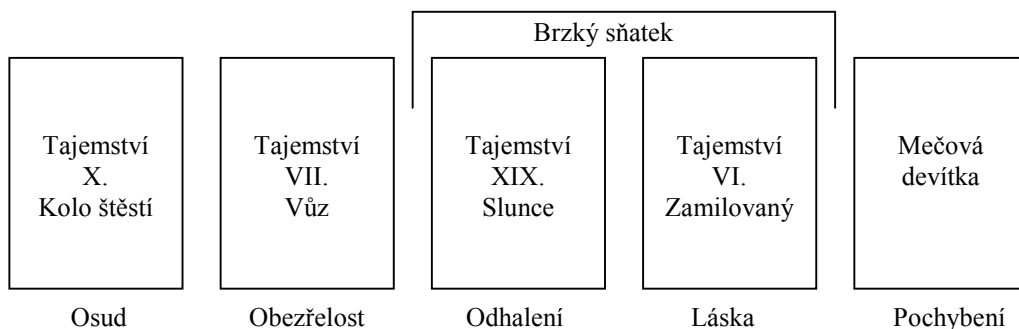 Brzký sňatek
Tajemství
X.
Kolo štěstí
Tajemství
VII.
Vůz
Tajemství
XIX.
Slunce
Tajemství
VI.
Zamilovaný
Mečová
devítka
Osud
Obezřelost
Odhalení
Láska
Pochybení